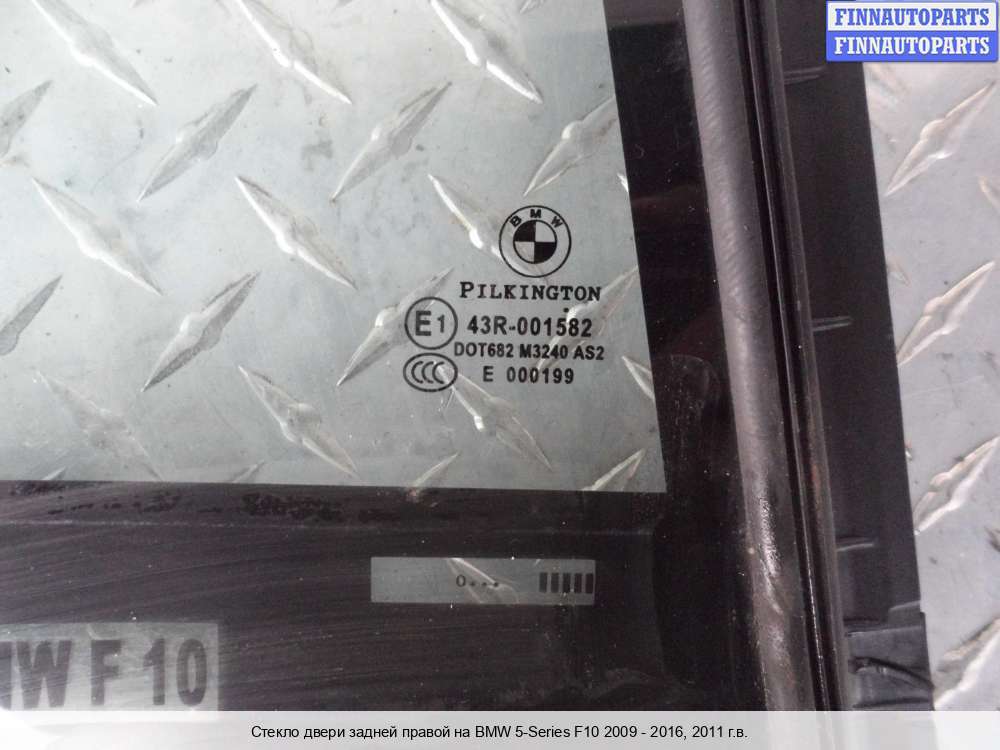 FINNAUTOPARTS
FINNAUTOPARTS
BMW
PILKINGTON
E1 43R-001582
DOT682 M3240 AS2
CCC E 000199
O...
F 10
Стекло двери задней правой на BMW 5-Series F10 2009 - 2016, 2011 г.в.